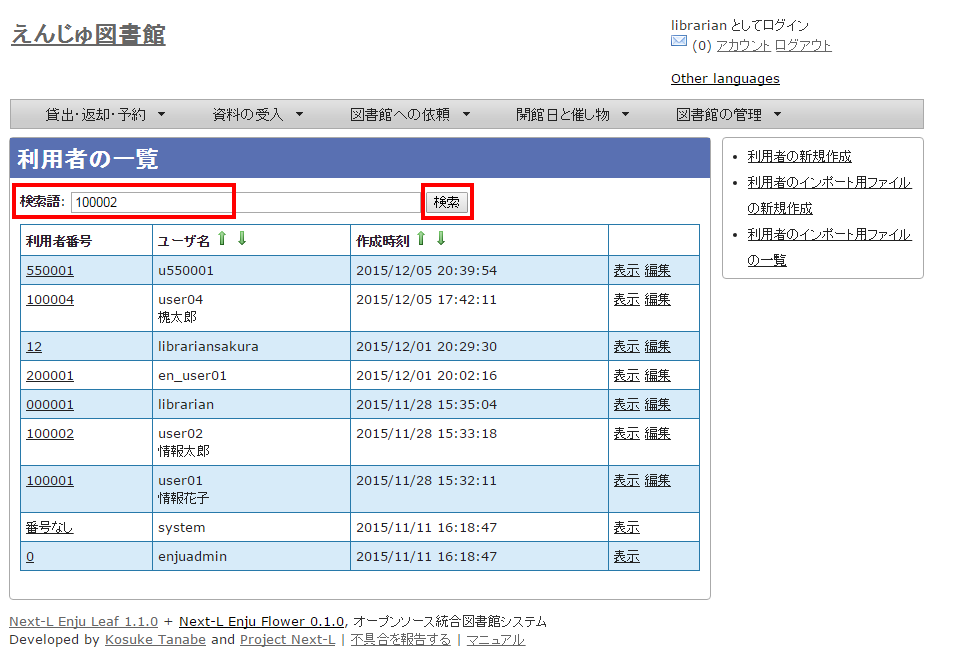 えんじゅ図書館
librarian としてログイン
(0) アカウント ログアウト
Other languages
貸出・返却・予約 ▼ 資料の受入 ▼ 図書館への依頼 ▼ 開館日と催し物 ▼ 図書館の管理 ▼
利用者の一覧
検索語: 100002 検索
利用者番号 ユーザ名 作成時刻
550001 u550001 2015/12/05 20:39:54 表示 編集
100004 user04 2015/12/05 17:42:11 表示 編集
槐太郎
12 librariansakura 2015/12/01 20:29:30 表示 編集
200001 en_user01 2015/12/01 20:02:16 表示 編集
000001 librarian 2015/11/28 15:35:04 表示 編集
100002 user02 2015/11/28 15:33:18 表示 編集
情報太郎
100001 user01 2015/11/28 15:32:11 表示 編集
情報花子
番号なし system 2015/11/11 16:18:47 表示
0 enjuadmin 2015/11/11 16:18:47 表示
• 利用者の新規作成
• 利用者のインポート用ファイル
の新規作成
• 利用者のインポート用ファイル
の一覧
Next-L Enju Leaf 1.1.0 + Next-L Enju Flower 0.1.0, オープンソース統合図書館システム
Developed by Kosuke Tanabe and Project Next-L | 不具合を報告する | マニュアル